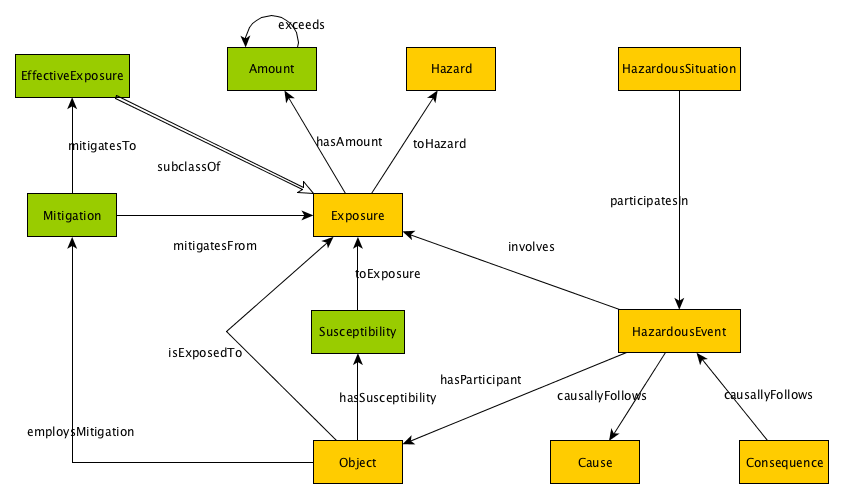 exceeds
EffectiveExposure
Amount
Hazard
HazardousSituation
mitigatesTo
hasAmount
toHazard
subclassOf
participatesIn
Mitigation
Exposure
mitigatesFrom
involves
toExposure
Susceptibility
HazardousEvent
isExposedTo
hasParticipant
hasSusceptibility
causallyFollows
causallyFollows
employsMitigation
Object
Cause
Consequence